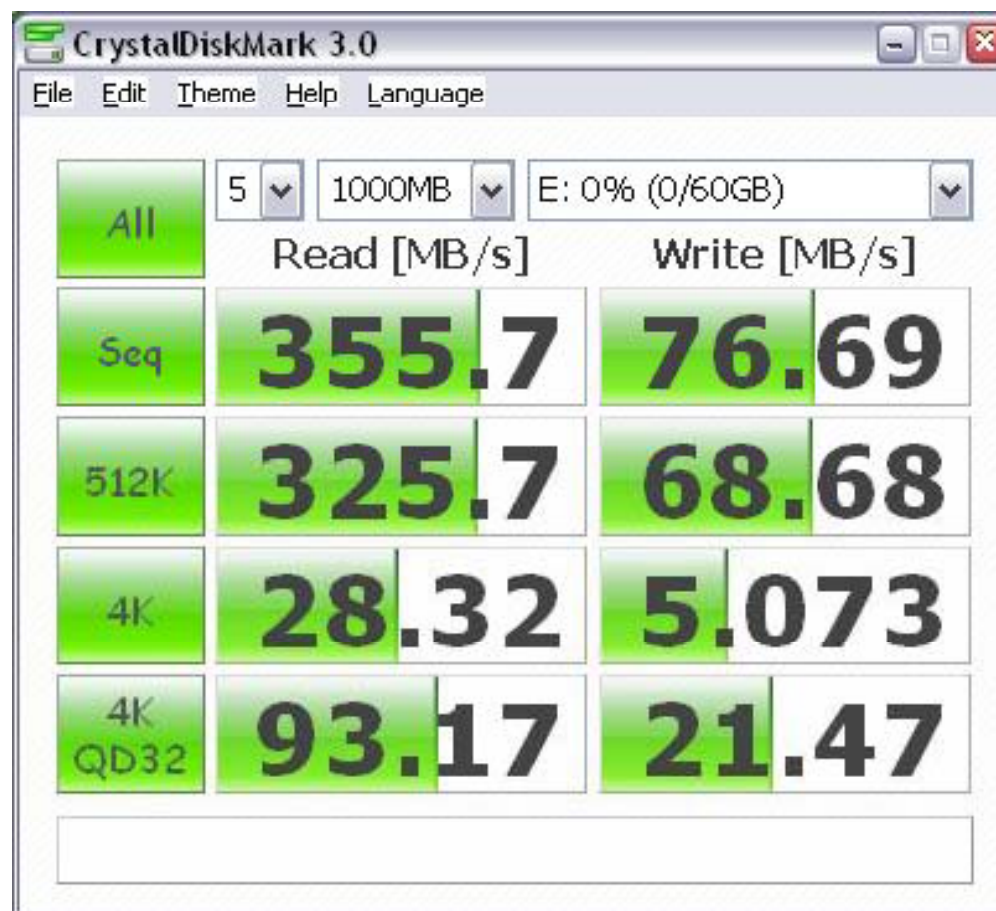 CrystalDiskMark 3.0
File Edit Theme Help Language
All 5 1000MB E: 0% (0/60GB)
Read [MB/s] Write [MB/s]
Seq 355.7 76.69
512K 325.7 68.68
4K 28.32 5.073
4K
QD32 93.17 21.47